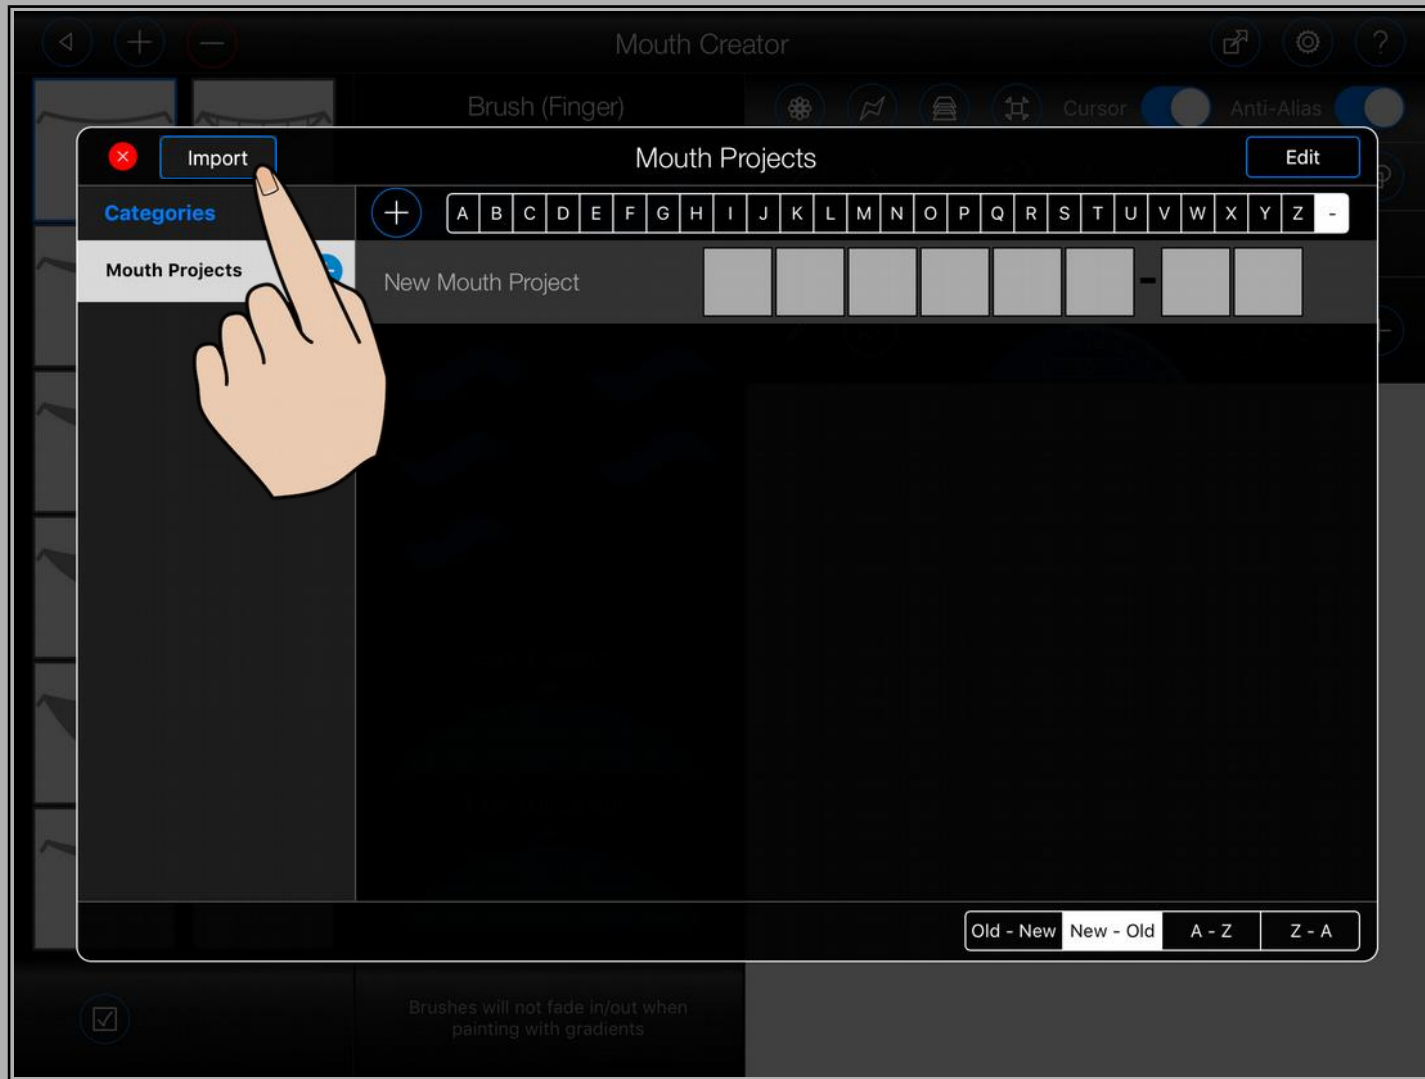 Mouth Creator
?
Brush (Finger)
Cursor
Anti-Alias
Import
Mouth Projects
Edit
Categories
A B C D E F G H I J K L M N O P Q R S T U V W X Y Z -
Mouth Projects
New Mouth Project
-
Old - New New - Old A - Z Z - A
Brushes will not fade in/out when
painting with gradients